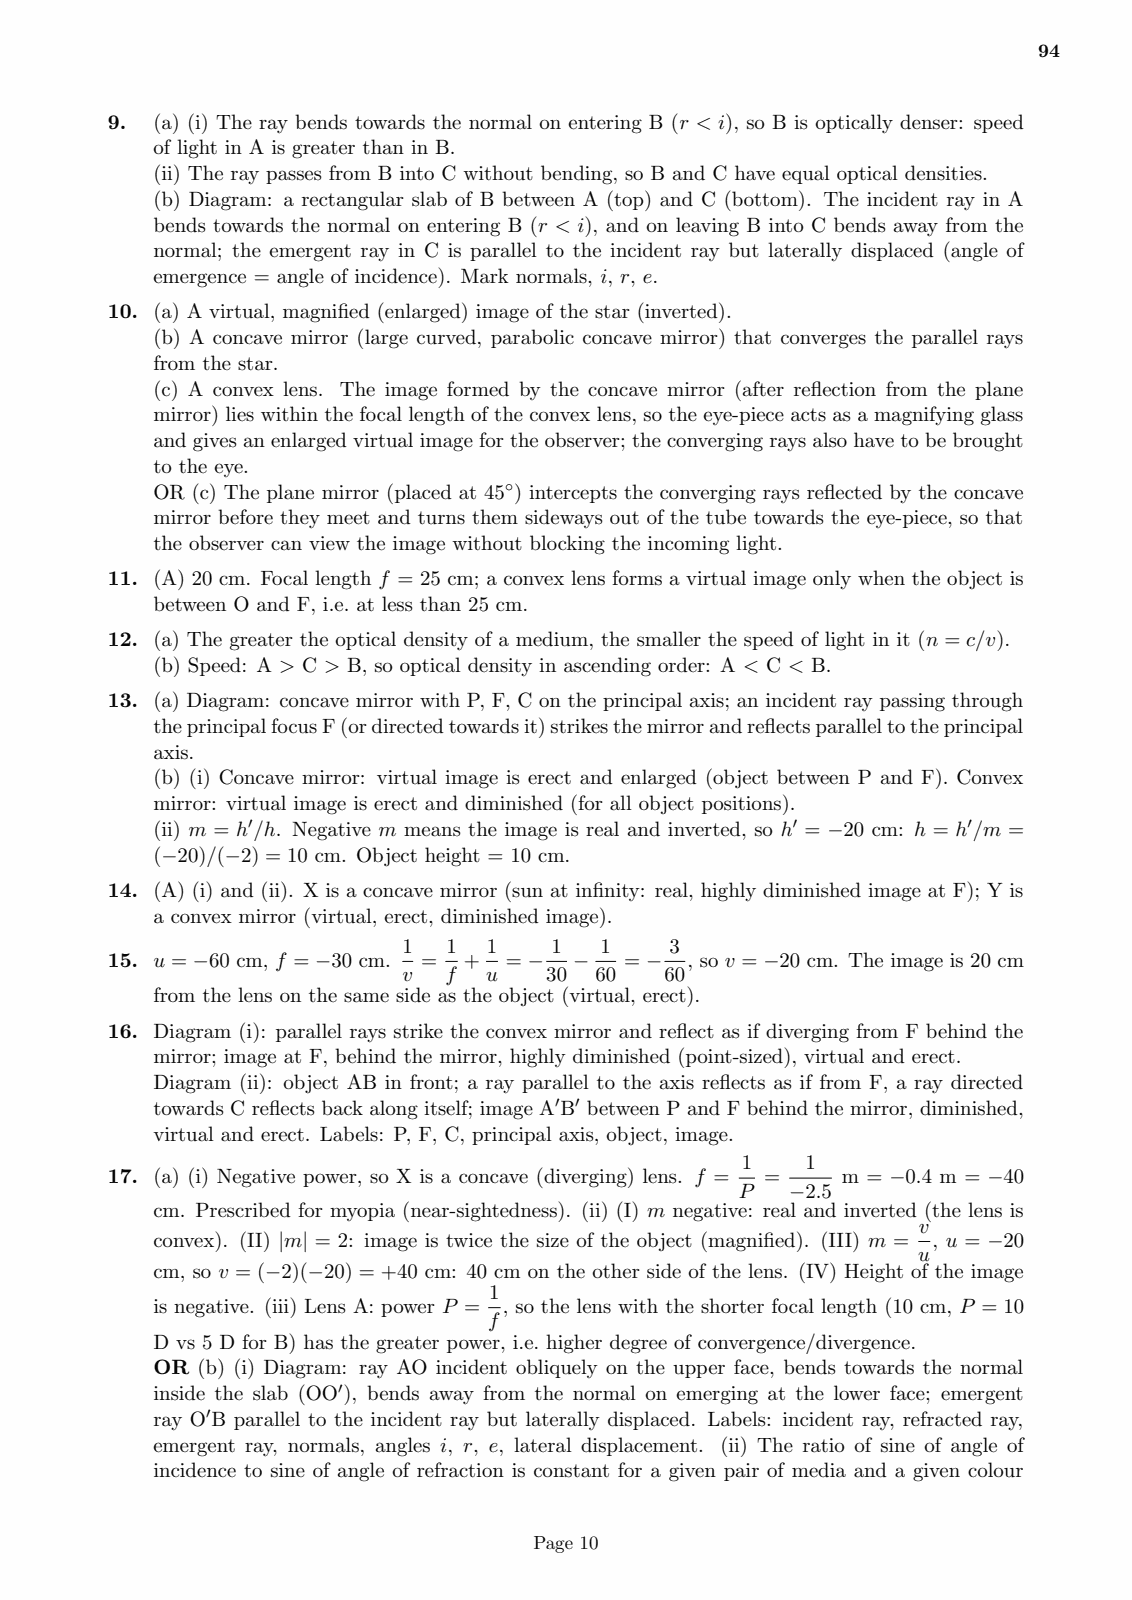 94
9. (a) (i) The ray bends towards the normal on entering B (r < i), so B is optically denser: speed
of light in A is greater than in B.
(ii) The ray passes from B into C without bending, so B and C have equal optical densities.
(b) Diagram: a rectangular slab of B between A (top) and C (bottom). The incident ray in A
bends towards the normal on entering B (r < i), and on leaving B into C bends away from the
normal; the emergent ray in C is parallel to the incident ray but laterally displaced (angle of
emergence = angle of incidence). Mark normals, i, r, e.
10. (a) A virtual, magnified (enlarged) image of the star (inverted).
(b) A concave mirror (large curved, parabolic concave mirror) that converges the parallel rays
from the star.
(c) A convex lens. The image formed by the concave mirror (after reflection from the plane
mirror) lies within the focal length of the convex lens, so the eye-piece acts as a magnifying glass
and gives an enlarged virtual image for the observer; the converging rays also have to be brought
to the eye.
OR (c) The plane mirror (placed at 45°) intercepts the converging rays reflected by the concave
mirror before they meet and turns them sideways out of the tube towards the eye-piece, so that
the observer can view the image without blocking the incoming light.
11. (A) 20 cm. Focal length f = 25 cm; a convex lens forms a virtual image only when the object is
between O and F, i.e. at less than 25 cm.
12. (a) The greater the optical density of a medium, the smaller the speed of light in it (n = c/v).
(b) Speed: A > C > B, so optical density in ascending order: A < C < B.
13. (a) Diagram: concave mirror with P, F, C on the principal axis; an incident ray passing through
the principal focus F (or directed towards it) strikes the mirror and reflects parallel to the principal
axis.
(b) (i) Concave mirror: virtual image is erect and enlarged (object between P and F). Convex
mirror: virtual image is erect and diminished (for all object positions).
(ii) m = h′/h. Negative m means the image is real and inverted, so h′ = −20 cm: h = h′/m =
(−20)/(−2) = 10 cm. Object height = 10 cm.
14. (A) (i) and (ii). X is a concave mirror (sun at infinity: real, highly diminished image at F); Y is
a convex mirror (virtual, erect, diminished image).
15. u = −60 cm, f = −30 cm. 1/v = 1/f + 1/u = −1/30 − 1/60 = −3/60, so v = −20 cm. The image is 20 cm
from the lens on the same side as the object (virtual, erect).
16. Diagram (i): parallel rays strike the convex mirror and reflect as if diverging from F behind the
mirror; image at F, behind the mirror, highly diminished (point-sized), virtual and erect.
Diagram (ii): object AB in front; a ray parallel to the axis reflects as if from F, a ray directed
towards C reflects back along itself; image A′B′ between P and F behind the mirror, diminished,
virtual and erect. Labels: P, F, C, principal axis, object, image.
17. (a) (i) Negative power, so X is a concave (diverging) lens. f = 1/P = 1/−2.5 m = −0.4 m = −40
cm. Prescribed for myopia (near-sightedness). (ii) (I) m negative: real and inverted (the lens is
convex). (II) |m| = 2: image is twice the size of the object (magnified). (III) m = v/u, u = −20
cm, so v = (−2)(−20) = +40 cm: 40 cm on the other side of the lens. (IV) Height of the image
is negative. (iii) Lens A: power P = 1/f, so the lens with the shorter focal length (10 cm, P = 10
D vs 5 D for B) has the greater power, i.e. higher degree of convergence/divergence.
OR (b) (i) Diagram: ray AO incident obliquely on the upper face, bends towards the normal
inside the slab (OO′), bends away from the normal on emerging at the lower face; emergent
ray O′B parallel to the incident ray but laterally displaced. Labels: incident ray, refracted ray,
emergent ray, normals, angles i, r, e, lateral displacement. (ii) The ratio of sine of angle of
incidence to sine of angle of refraction is constant for a given pair of media and a given colour
Page 10